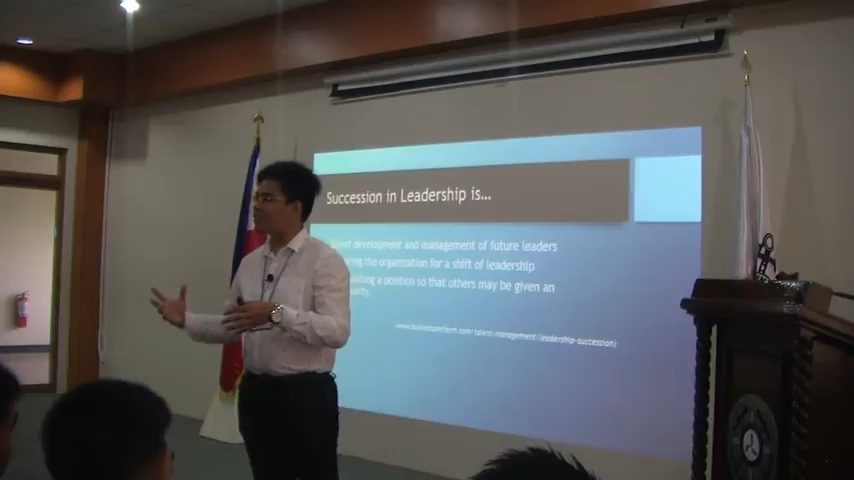 Succession in Leadership is...
development and management of future leaders
the organization for a shift of leadership
a position so that others may be given an
(www.businessperform.com/talent-management/leadership-succession)